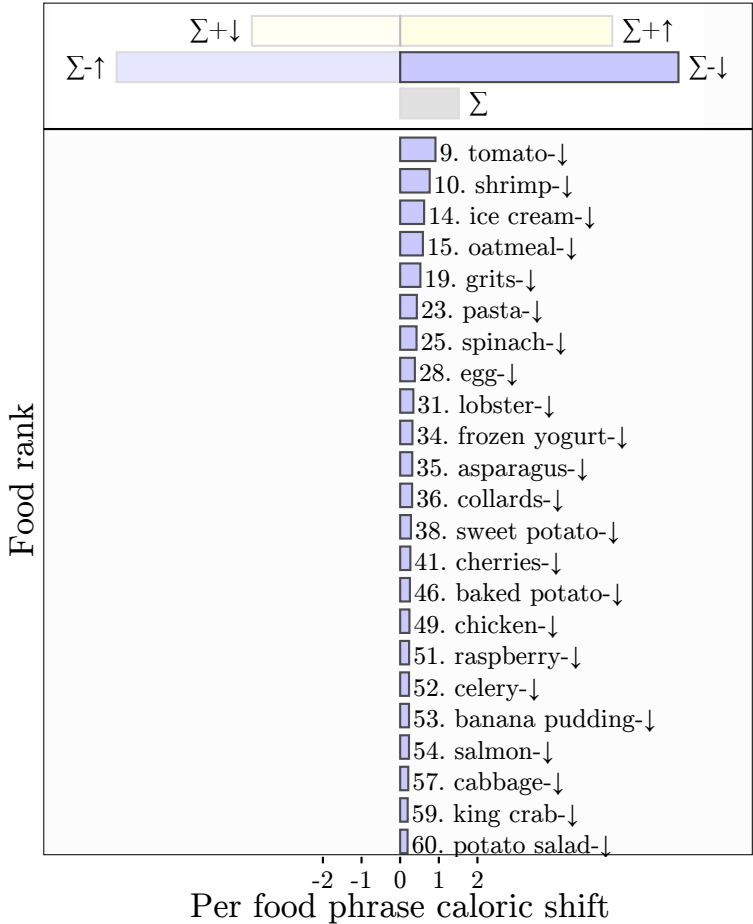 ∑+↓ ∑+↑
∑-↑ ∑-↓
∑
9. tomato-↓
10. shrimp-↓
14. ice cream-↓
15. oatmeal-↓
19. grits-↓
23. pasta-↓
25. spinach-↓
28. egg-↓
31. lobster-↓
34. frozen yogurt-↓
35. asparagus-↓
36. collards-↓
38. sweet potato-↓
41. cherries-↓
46. baked potato-↓
49. chicken-↓
51. raspberry-↓
52. celery-↓
53. banana pudding-↓
54. salmon-↓
57. cabbage-↓
59. king crab-↓
60. potato salad-↓
Food rank
-2 -1 0 1 2
Per food phrase caloric shift